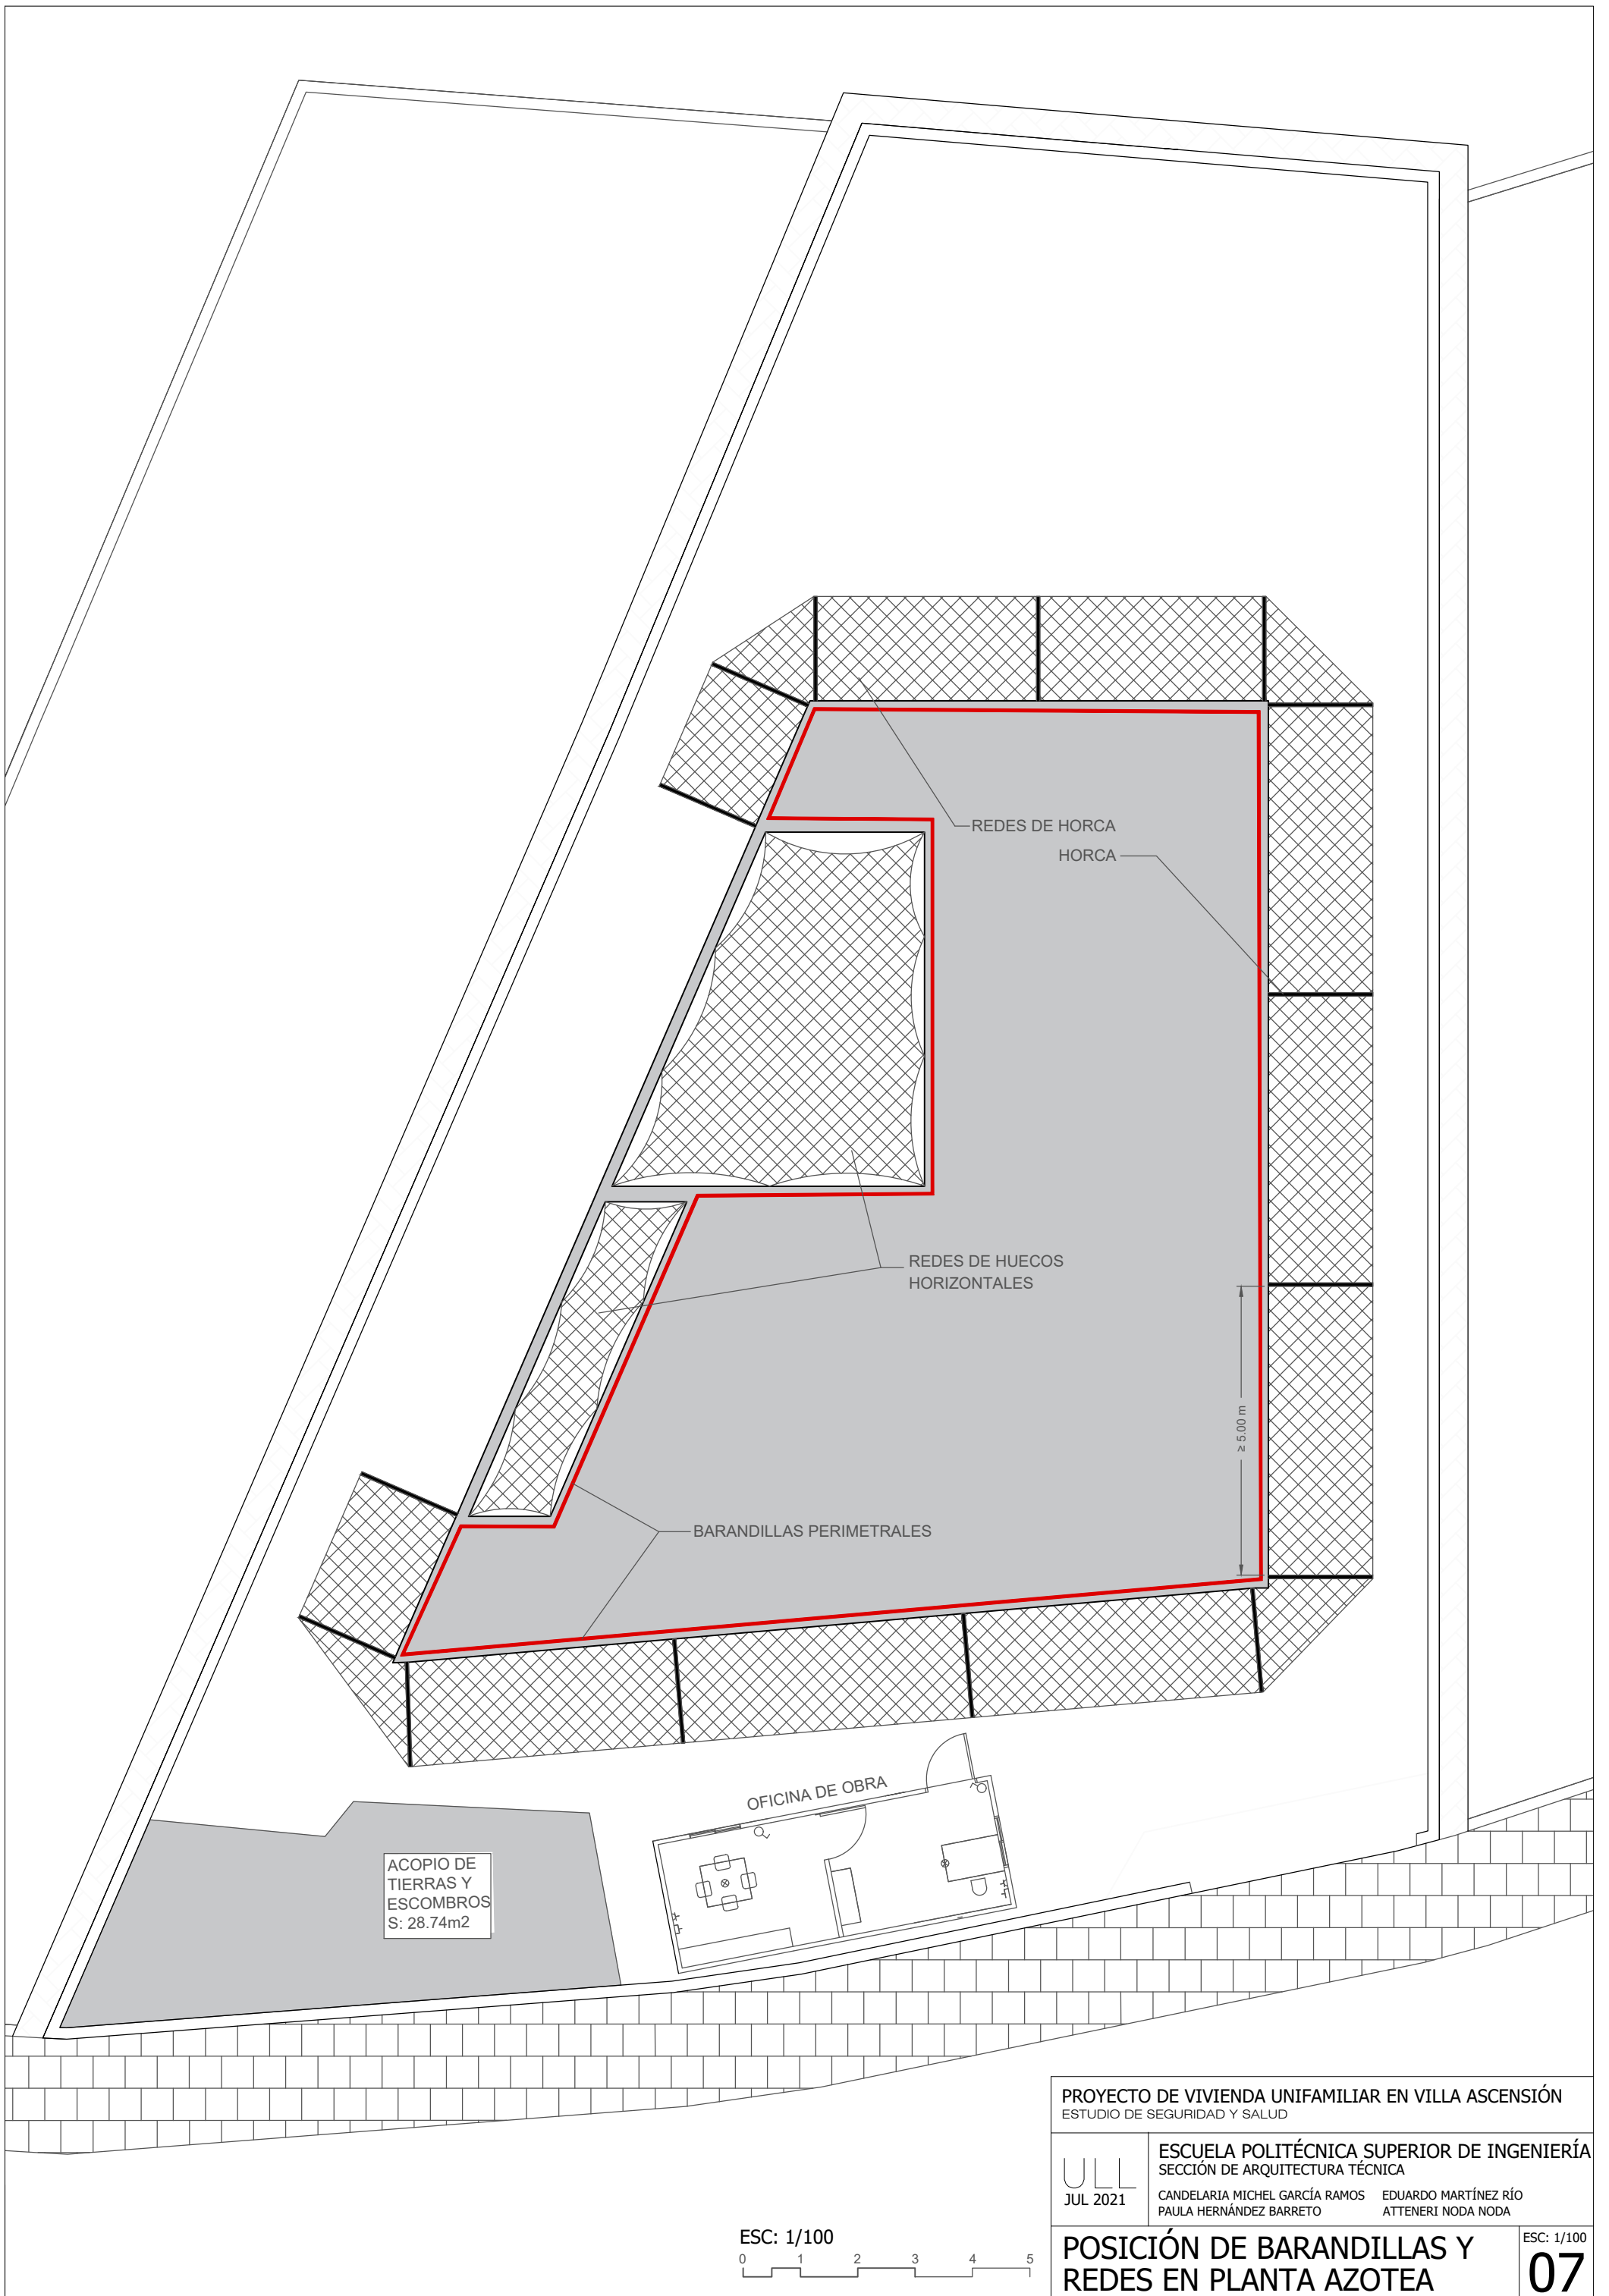 REDES DE HORCA
HORCA
REDES DE HUECOS
HORIZONTALES
≥ 5.00 m
BARANDILLAS PERIMETRALES
OFICINA DE OBRA
ACOPIO DE
TIERRAS Y
ESCOMBROS
S: 28.74m2
PROYECTO DE VIVIENDA UNIFAMILIAR EN VILLA ASCENSIÓN
ESTUDIO DE SEGURIDAD Y SALUD
ULL
JUL 2021
ESCUELA POLITÉCNICA SUPERIOR DE INGENIERÍA
SECCIÓN DE ARQUITECTURA TÉCNICA
CANDELARIA MICHEL GARCÍA RAMOS EDUARDO MARTÍNEZ RÍO
PAULA HERNÁNDEZ BARRETO ATTENERI NODA NODA
ESC: 1/100
0 1 2 3 4 5
POSICIÓN DE BARANDILLAS Y
REDES EN PLANTA AZOTEA
ESC: 1/100
07